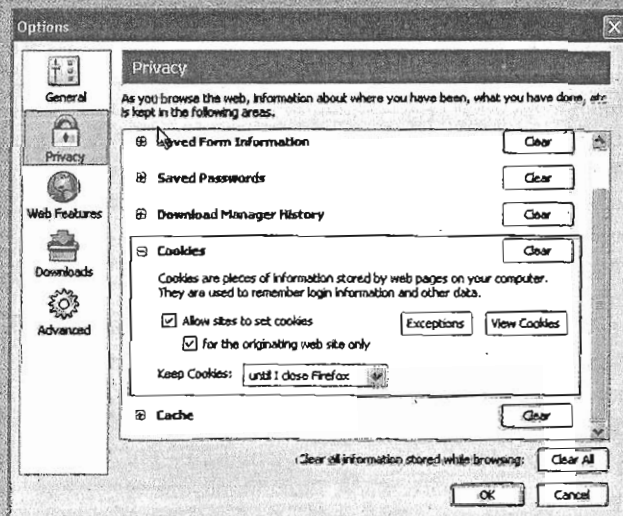 Options
General
Privacy
Web Features
Downloads
Advanced
Privacy
As you browse the web, information about where you have been, what you have done, etc
is kept in the following areas.
Saved Form Information Clear
Saved Passwords Clear
Download Manager History Clear
Cookies Clear
Cookies are pieces of information stored by web pages on your computer.
They are used to remember login information and other data.
Allow sites to set cookies Exceptions View Cookies
for the originating web site only
Keep Cookies: until I close Firefox
Cache Clear
Clear all information stored while browsing: Clear All
OK Cancel